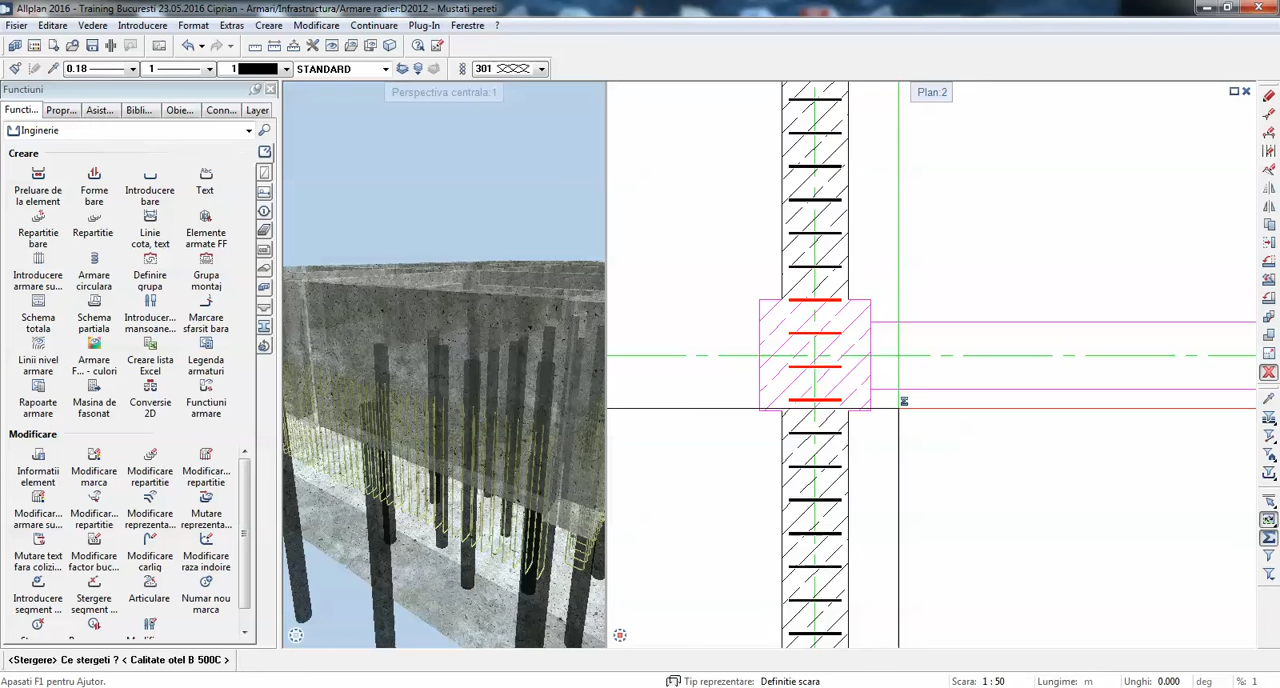 Allplan 2016 - Training Bucuresti 23.05.2016 Ciprian - Armari/Infrastructura/Armare radier:D2012 - Mustati pereti
Fisier Editare Vedere Introducere Format Extras Creare Modificare Continuare Plug-In Ferestre ?
0.18 1 1 STANDARD 301
Functiuni
Functi... Propr... Asist... Bibli... Obie... Conn... Layer
Inginerie
Creare
Preluare de la element
Forme bare
Introducere bare
Text
Repartitie bare
Repartitie
Linie cota, text
Elemente armate FF
Introducere armare su...
Armare circulara
Definire grupa
Grupa montaj
Schema totala
Schema partiala
Introducer... mansoane...
Marcare sfarsit bara
Linii nivel armare
Armare F... - culori
Creare lista Excel
Legenda armaturi
Rapoarte armare
Masina de fasonat
Conversie 2D
Functiuni armare
Modificare
Informatii element
Modificare marca
Modificare repartitie
Modificar... repartitie
Modificar... armare su...
Modificar... repartitie
Modificare reprezenta...
Mutare reprezenta...
Mutare text fara colizi...
Modificare factor buc...
Modificare carlig
Modificare raza indoire
Introducere segment ...
Stergere segment ...
Articulare
Numar nou marca
Perspectiva centrala:1
Plan:2
<Stergere> Ce stergeti ? < Calitate otel B 500C >
Apasati F1 pentru Ajutor.
Tip reprezentare: Definitie scara
Scara: 1 : 50
Lungime: m
Unghi: 0.000 deg
%: 1